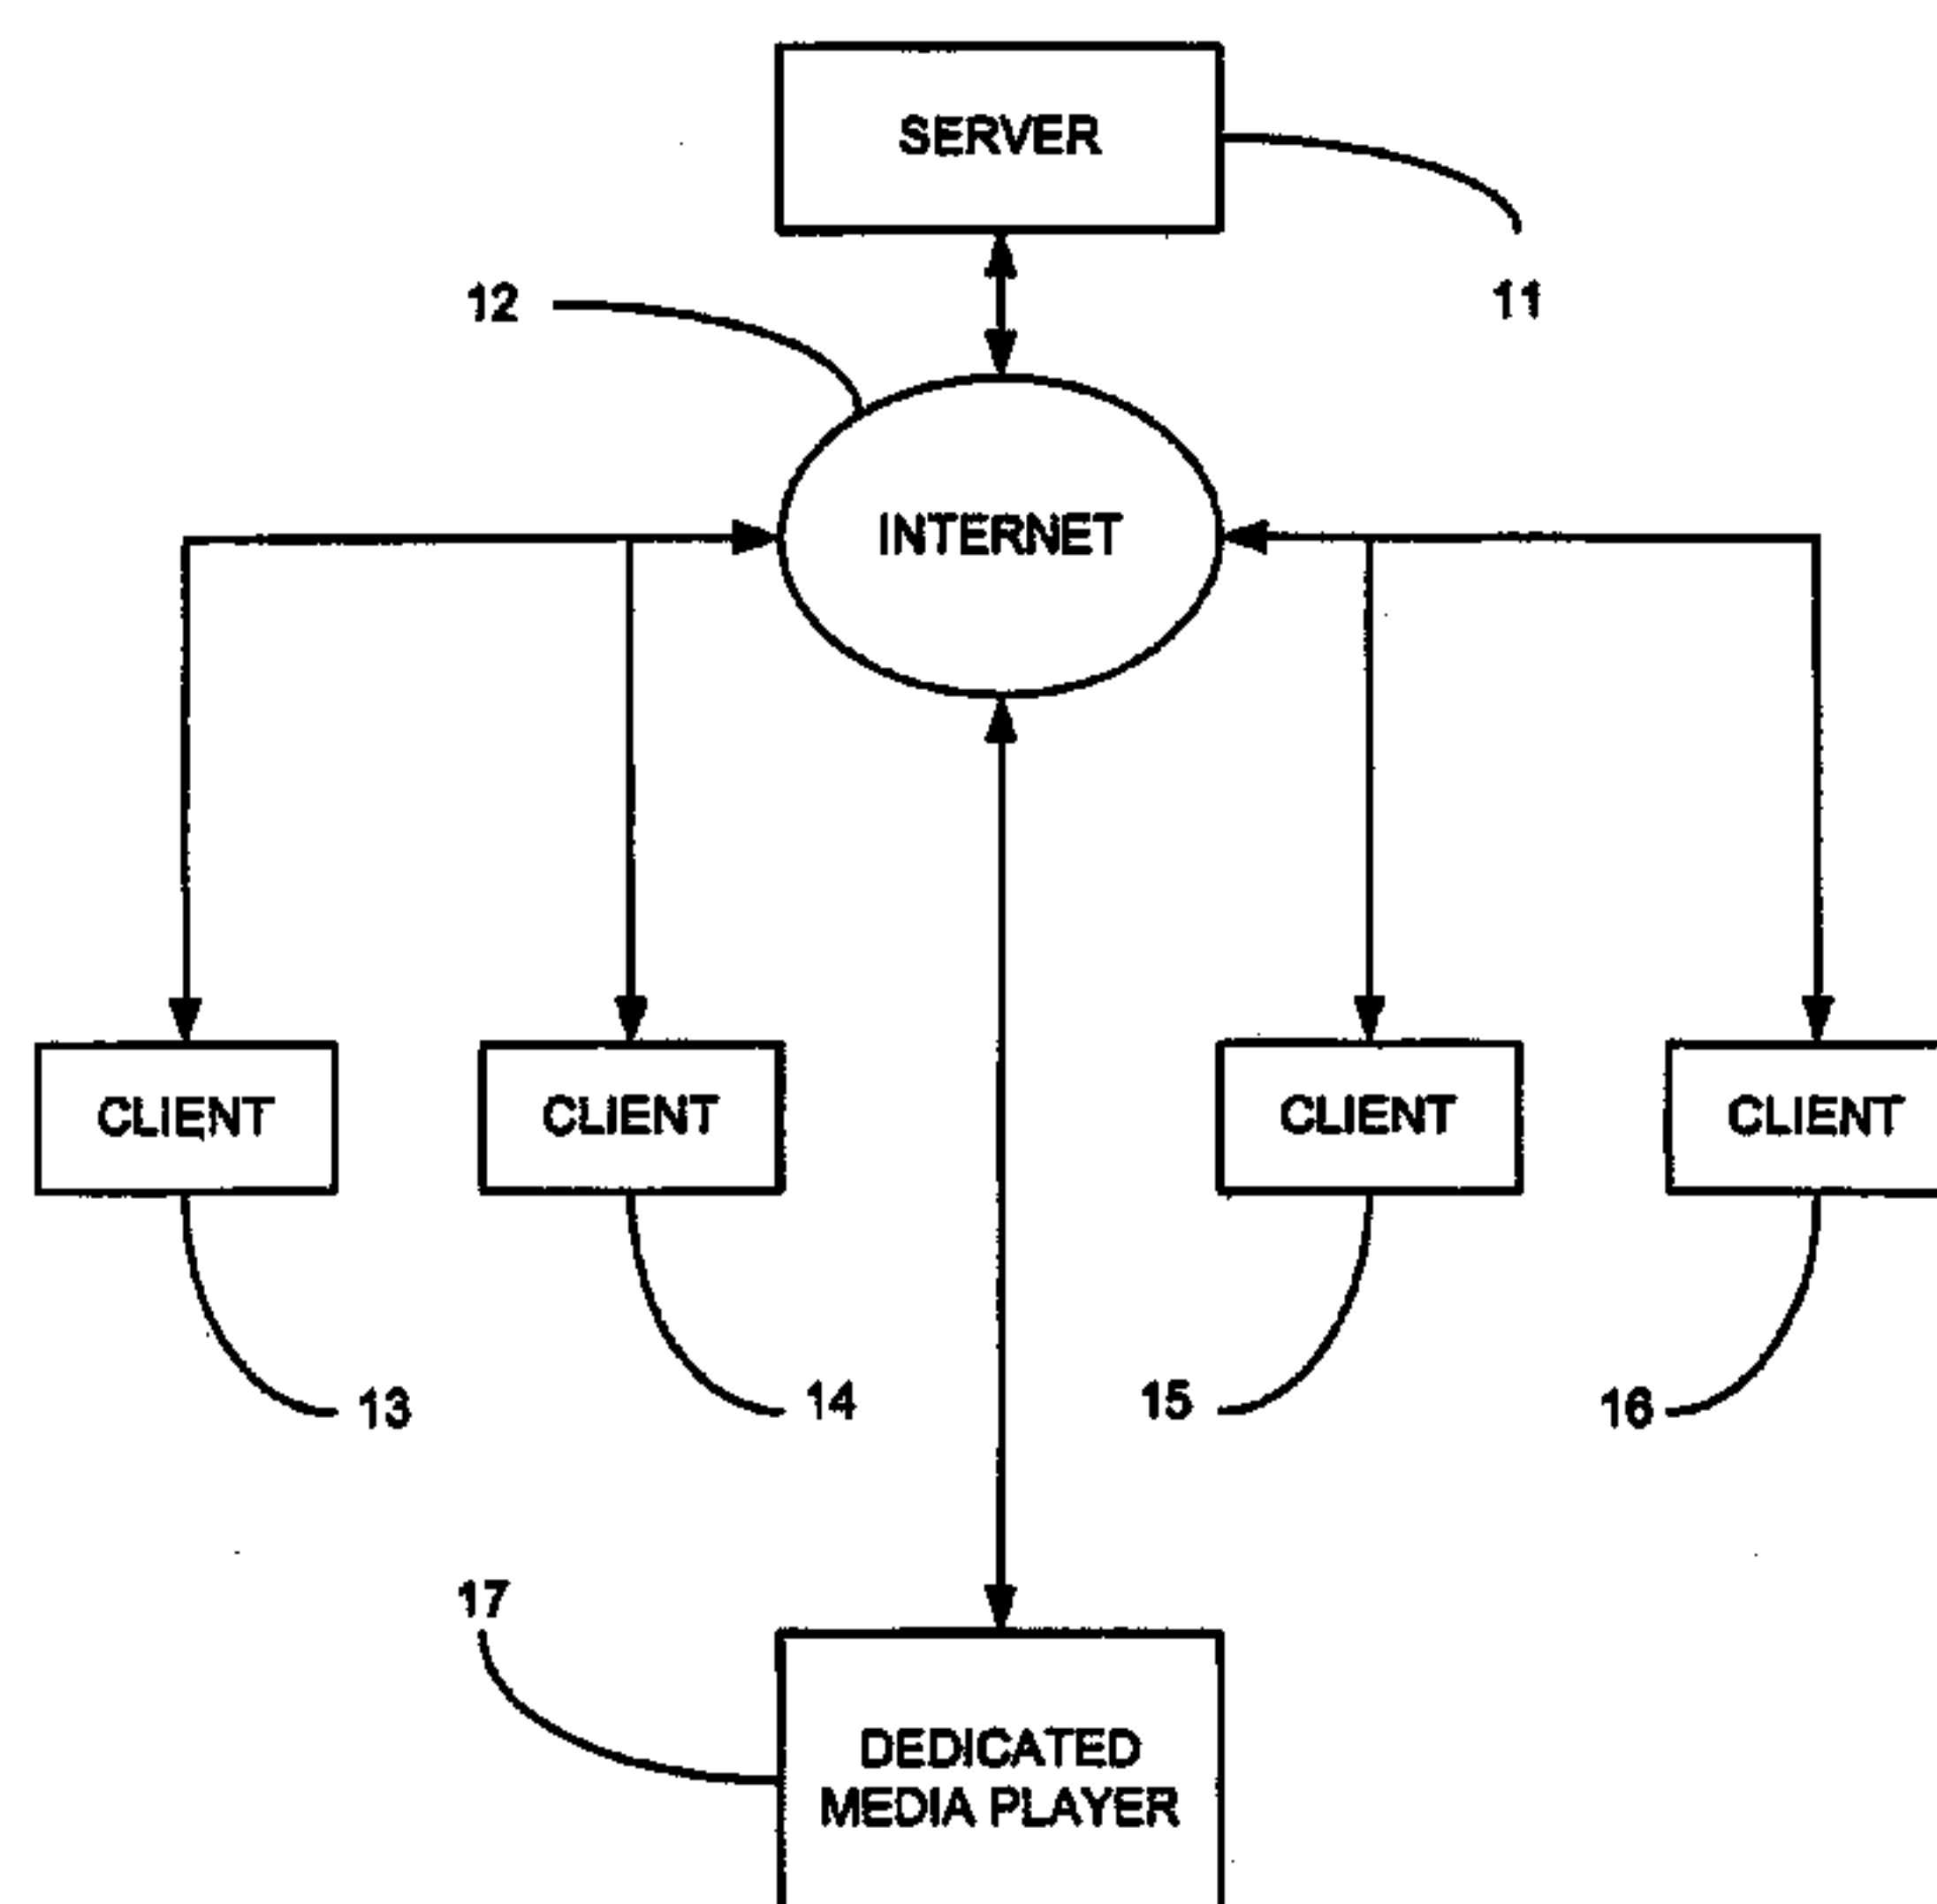 SERVER
12
11
INTERNET
CLIENT
CLIENT
CLIENT
CLIENT
13
14
15
16
17
DEDICATED
MEDIA PLAYER